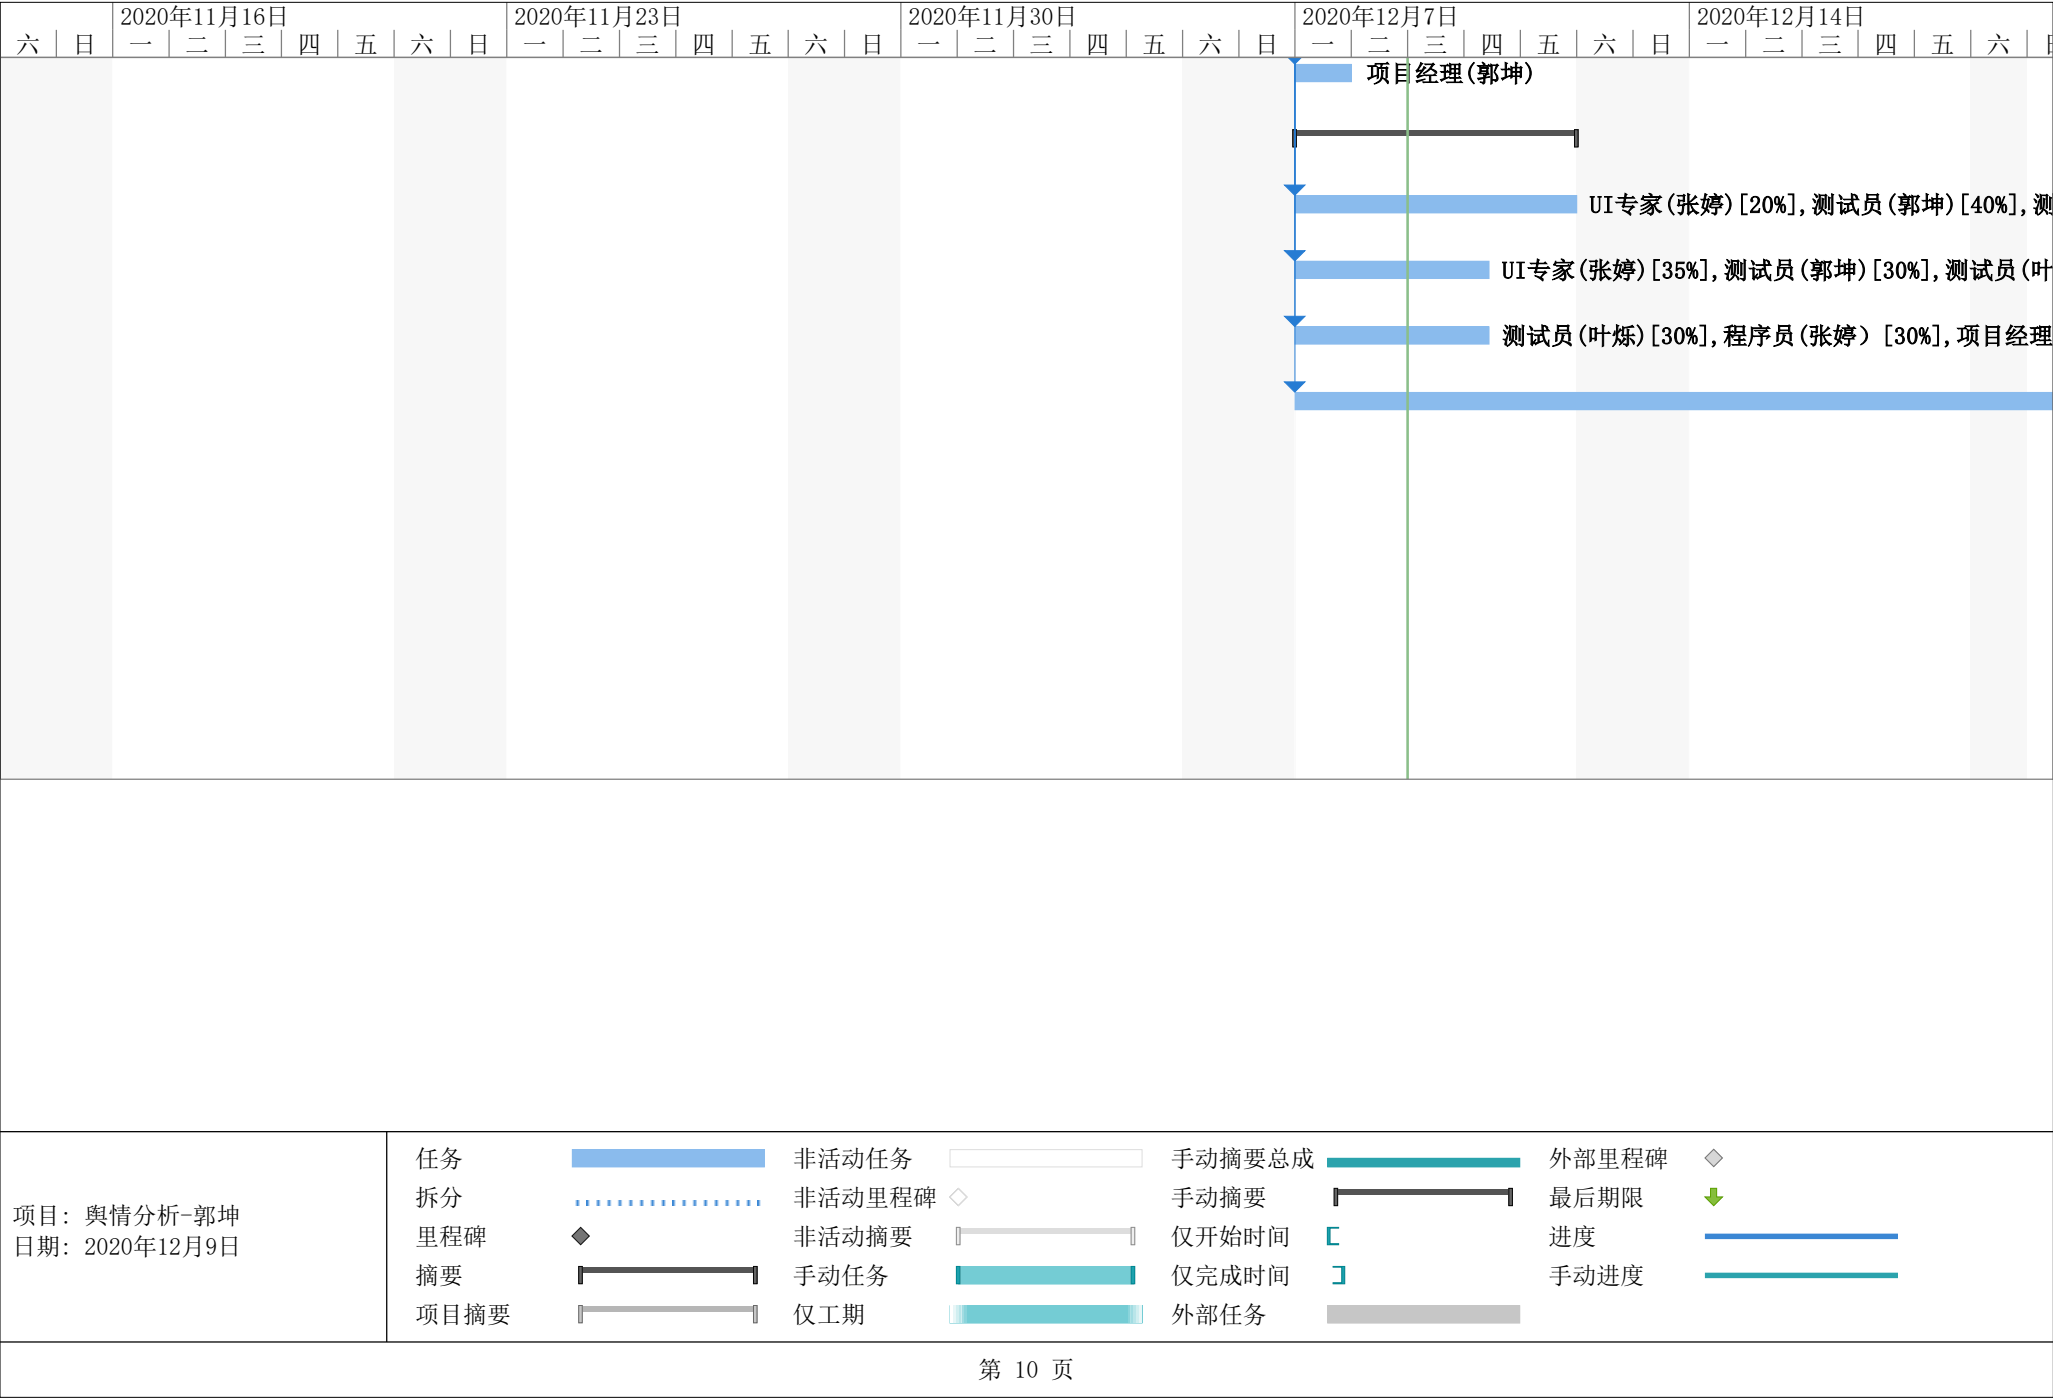 2020年11月16日 2020年11月23日 2020年11月30日 2020年12月7日 2020年12月14日
六 日 一 二 三 四 五 六 日 一 二 三 四 五 六 日 一 二 三 四 五 六 日 一 二 三 四 五 六 日 一 二 三 四 五 六
项目经理(郭坤)
UI专家(张婷)[20%],测试员(郭坤)[40%],测
UI专家(张婷)[35%],测试员(郭坤)[30%],测试员(叶
测试员(叶烁)[30%],程序员(张婷）[30%],项目经理
项目: 舆情分析-郭坤
日期: 2020年12月9日
任务 非活动任务 手动摘要总成 外部里程碑
拆分 非活动里程碑 手动摘要 最后期限
里程碑 非活动摘要 仅开始时间 进度
摘要 手动任务 仅完成时间 手动进度
项目摘要 仅工期 外部任务
第 10 页